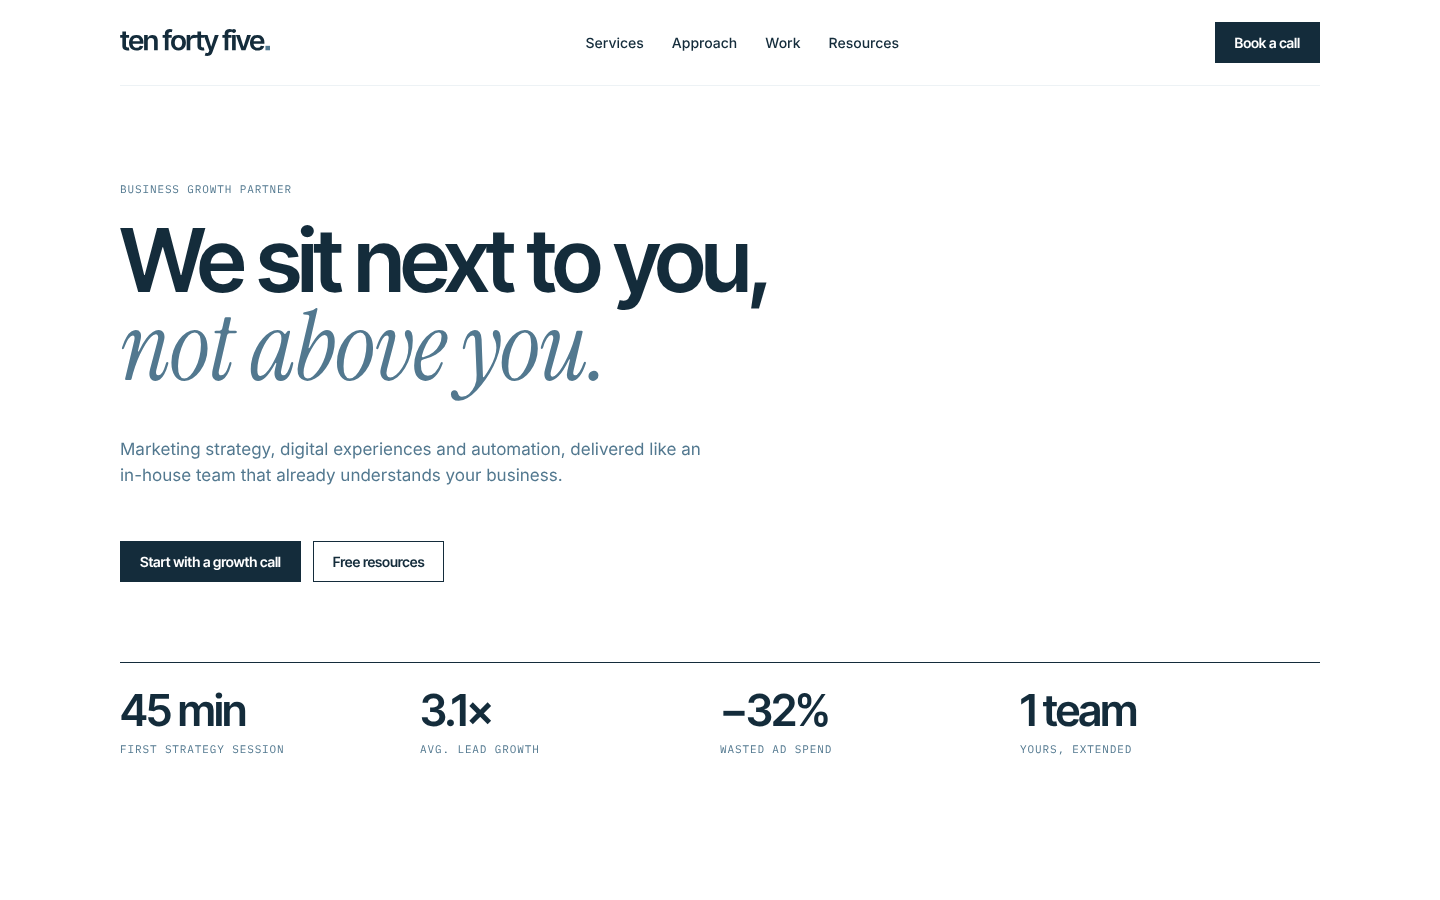 ten forty five.
Services
Approach
Work
Resources
Book a call
BUSINESS GROWTH PARTNER
We sit next to you,
not above you.
Marketing strategy, digital experiences and automation, delivered like an
in-house team that already understands your business.
Start with a growth call
Free resources
45 min
FIRST STRATEGY SESSION
3.1×
AVG. LEAD GROWTH
−32%
WASTED AD SPEND
1 team
YOURS, EXTENDED